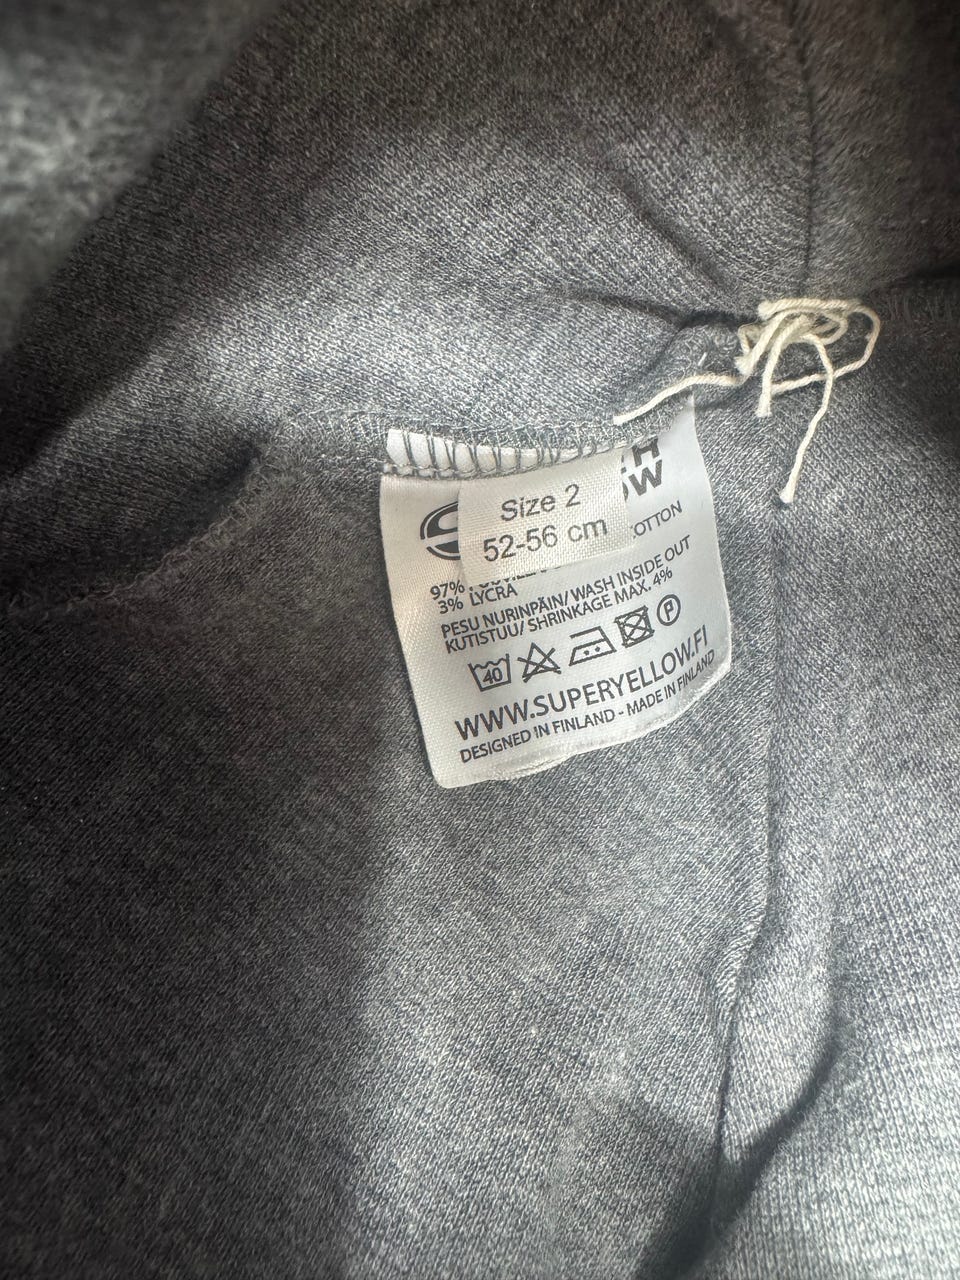 Size 2
52-56 cm
OW
COTTON
97%
3% LYCRA
PESU NURINPÄIN/ WASH INSIDE OUT
KUTISTUU/ SHRINKAGE MAX. 4%
40
P
WWW.SUPERYELLOW.FI
DESIGNED IN FINLAND - MADE IN FINLAND